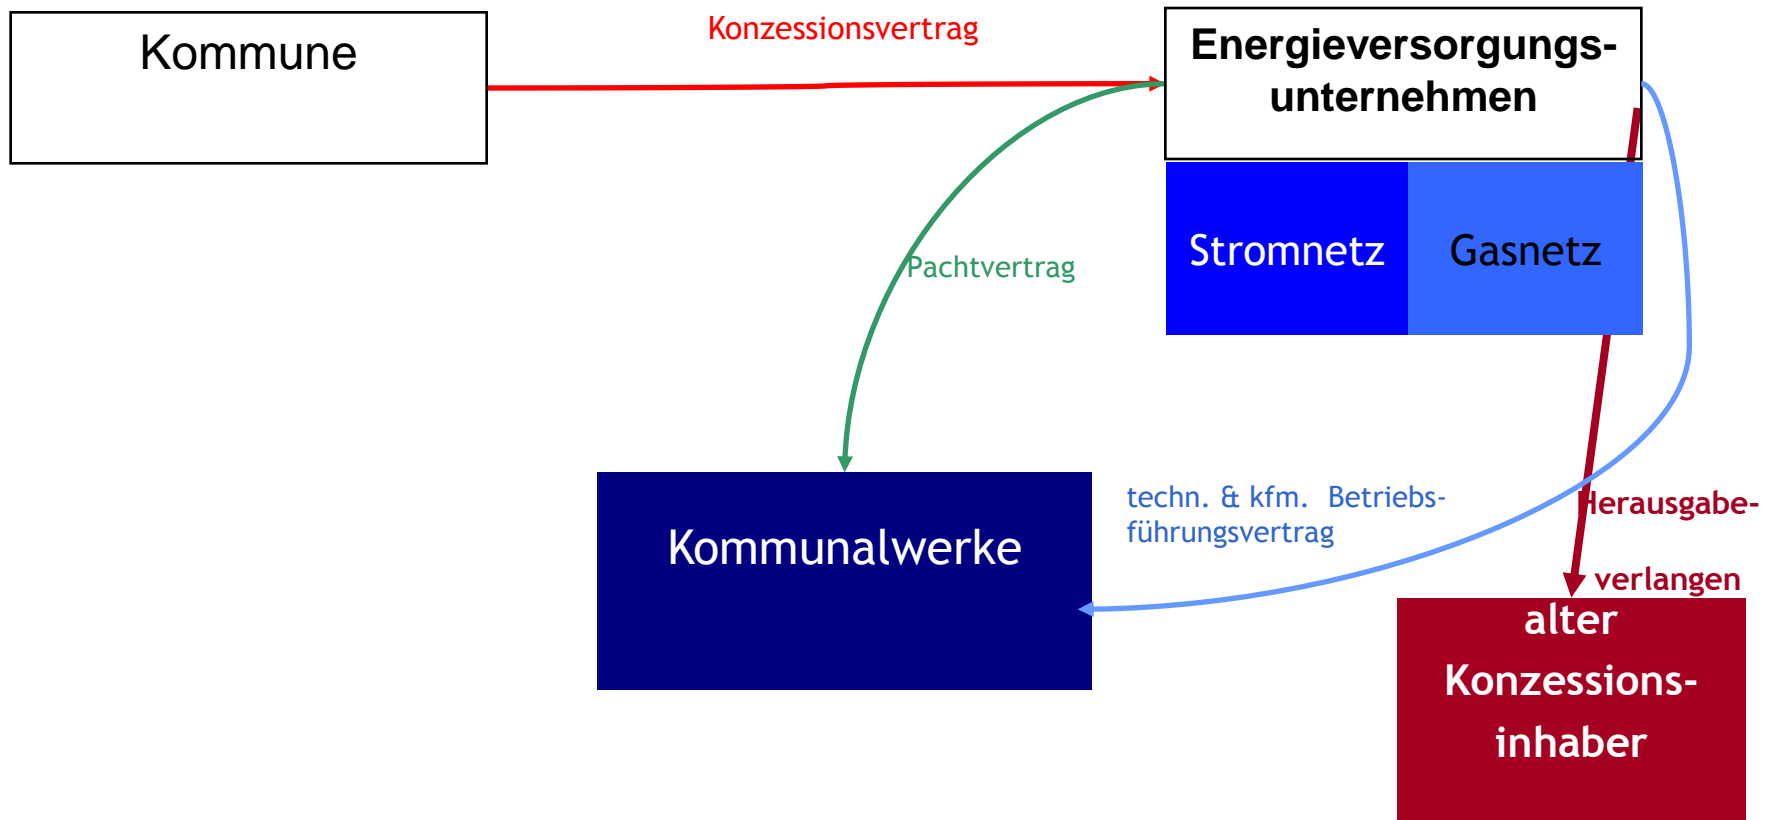 Kommune
Konzessionsvertrag
Energieversorgungs-
unternehmen
Stromnetz
Gasnetz
Pachtvertrag
Kommunalwerke
techn. & kfm. Betriebs-
führungsvertrag
Herausgabe-
verlangen
alter
Konzessions-
inhaber